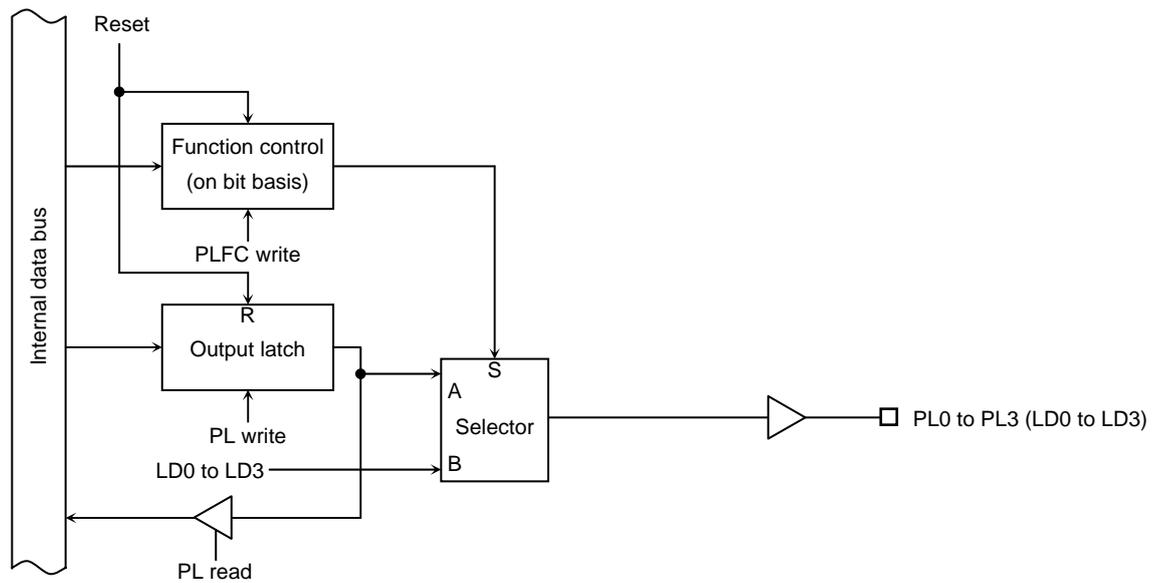 Reset
Internal data bus
Function control
(on bit basis)
PLFC write
R
Output latch
PL write
S
A
Selector
B
LD0 to LD3
PL0 to PL3 (LD0 to LD3)
PL read